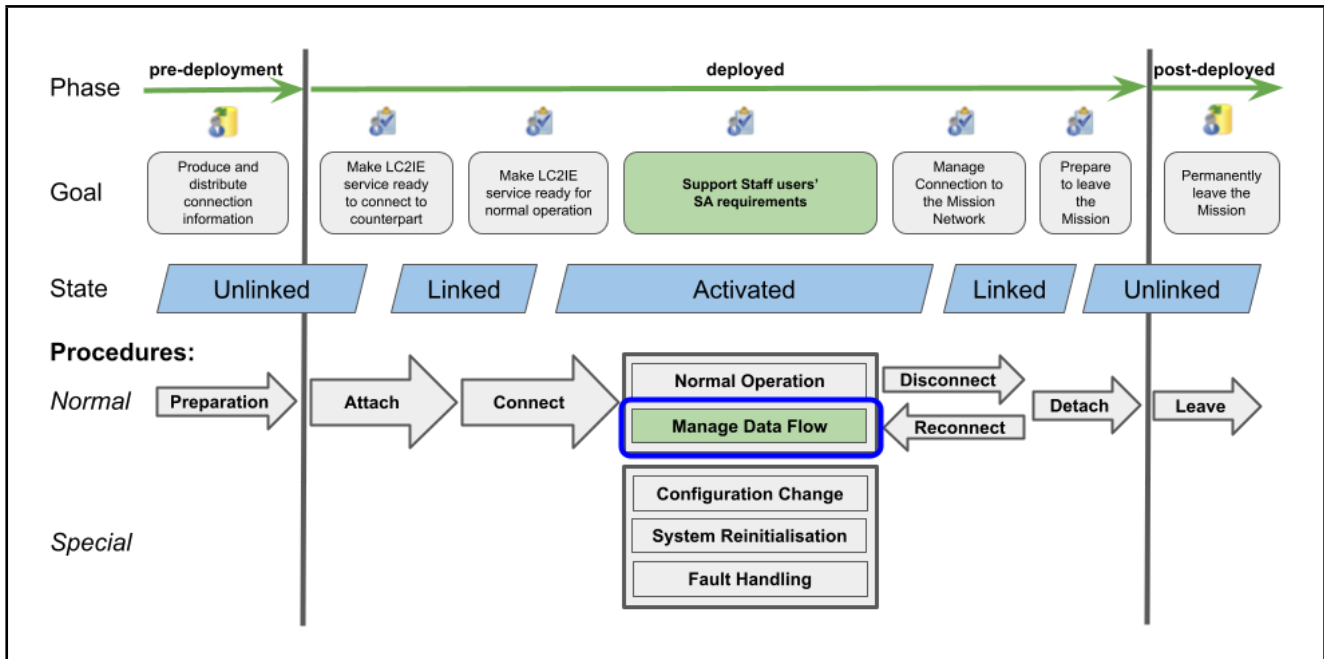 pre-deployment
deployed
post-deployed
Phase
Goal
Produce and
distribute
connection
information
Make LC2IE
service ready
to connect to
counterpart
Make LC2IE
service ready for
normal operation
Support Staff users'
SA requirements
Manage
Connection to
the Mission
Network
Prepare
to leave
the
Mission
Permanently
leave the
Mission
State
Unlinked
Linked
Activated
Linked
Unlinked
Procedures:
Normal
Preparation
Attach
Connect
Normal Operation
Manage Data Flow
Disconnect
Reconnect
Detach
Leave
Special
Configuration Change
System Reinitialisation
Fault Handling